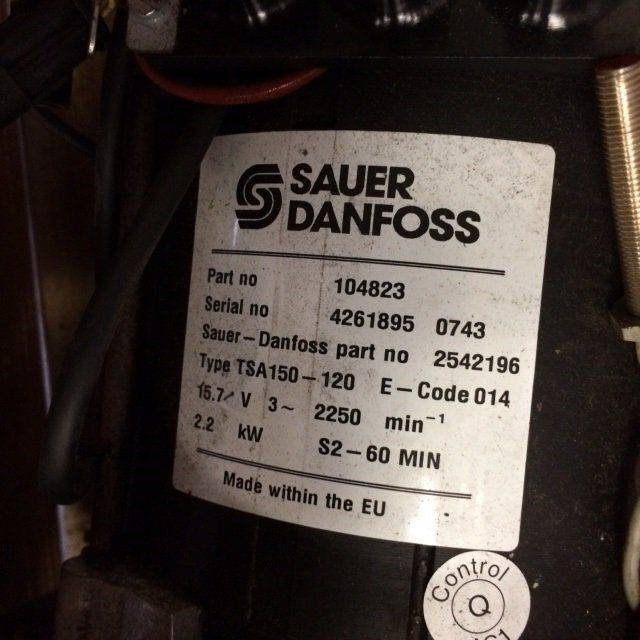 SAUER
DANFOSS
Part no 104823
Serial no 4261895 0743
Sauer-Danfoss part no 2542196
Type TSA150-120 E-Code 014
15.7/ V 3~ 2250 min⁻¹
2.2 kW S2-60 MIN
Made within the EU
Control
Q